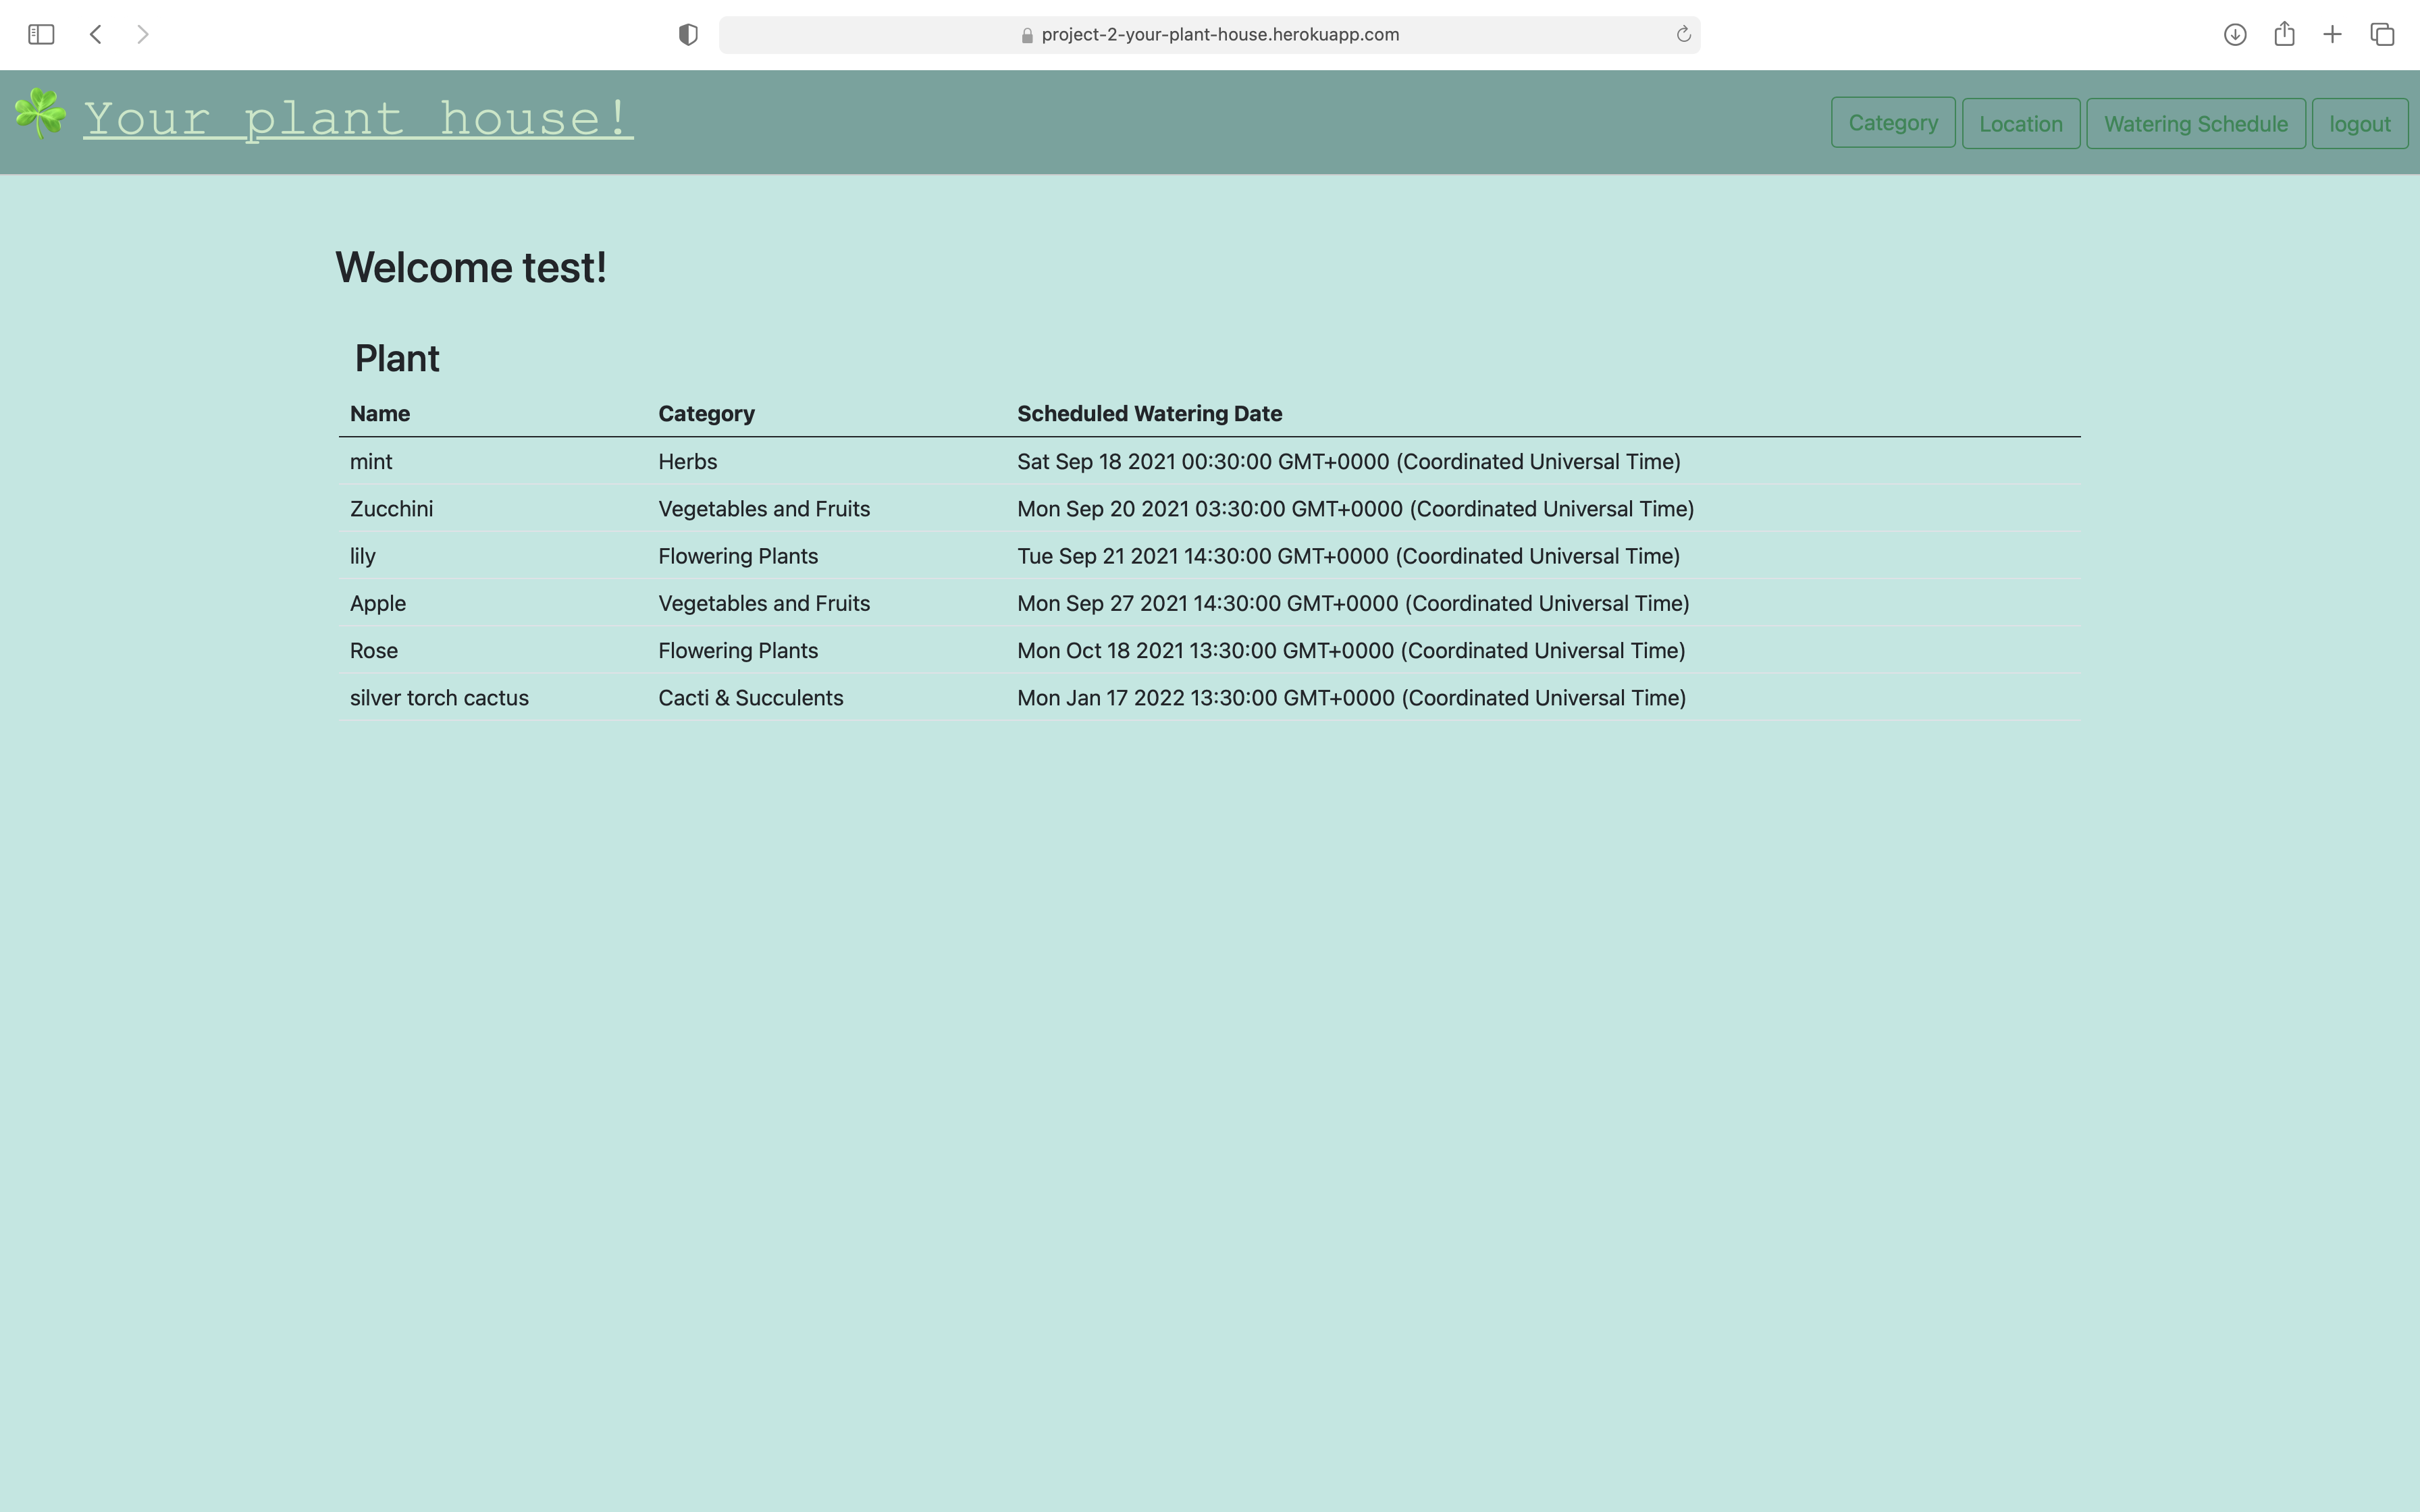 project-2-your-plant-house.herokuapp.com
Your plant house!
Category Location Watering Schedule logout
Welcome test!
Plant
Name Category Scheduled Watering Date
mint Herbs Sat Sep 18 2021 00:30:00 GMT+0000 (Coordinated Universal Time)
Zucchini Vegetables and Fruits Mon Sep 20 2021 03:30:00 GMT+0000 (Coordinated Universal Time)
lily Flowering Plants Tue Sep 21 2021 14:30:00 GMT+0000 (Coordinated Universal Time)
Apple Vegetables and Fruits Mon Sep 27 2021 14:30:00 GMT+0000 (Coordinated Universal Time)
Rose Flowering Plants Mon Oct 18 2021 13:30:00 GMT+0000 (Coordinated Universal Time)
silver torch cactus Cacti & Succulents Mon Jan 17 2022 13:30:00 GMT+0000 (Coordinated Universal Time)